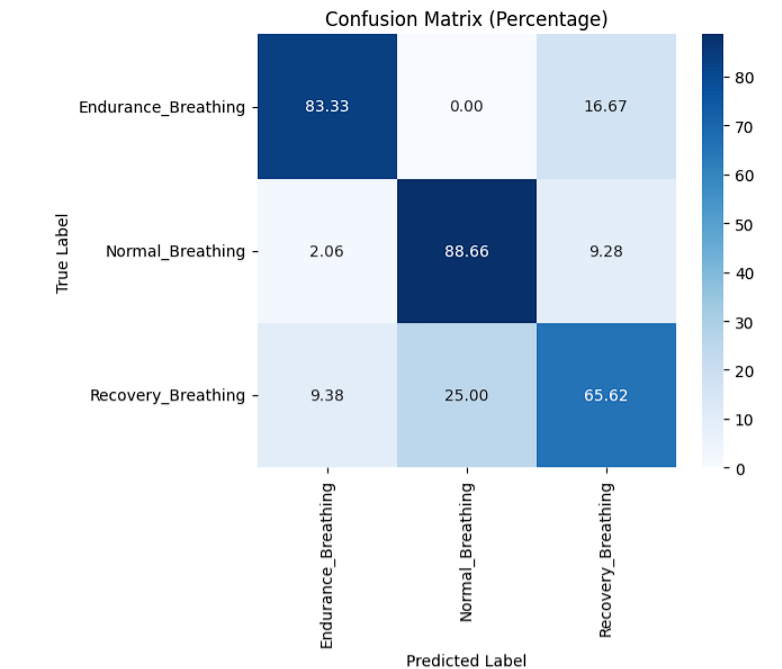 Confusion Matrix (Percentage)
True Label
Endurance_Breathing
83.33
0.00
16.67
Normal_Breathing
2.06
88.66
9.28
Recovery_Breathing
9.38
25.00
65.62
Endurance_Breathing
Normal_Breathing
Recovery_Breathing
Predicted Label
80
70
60
50
40
30
20
10
0